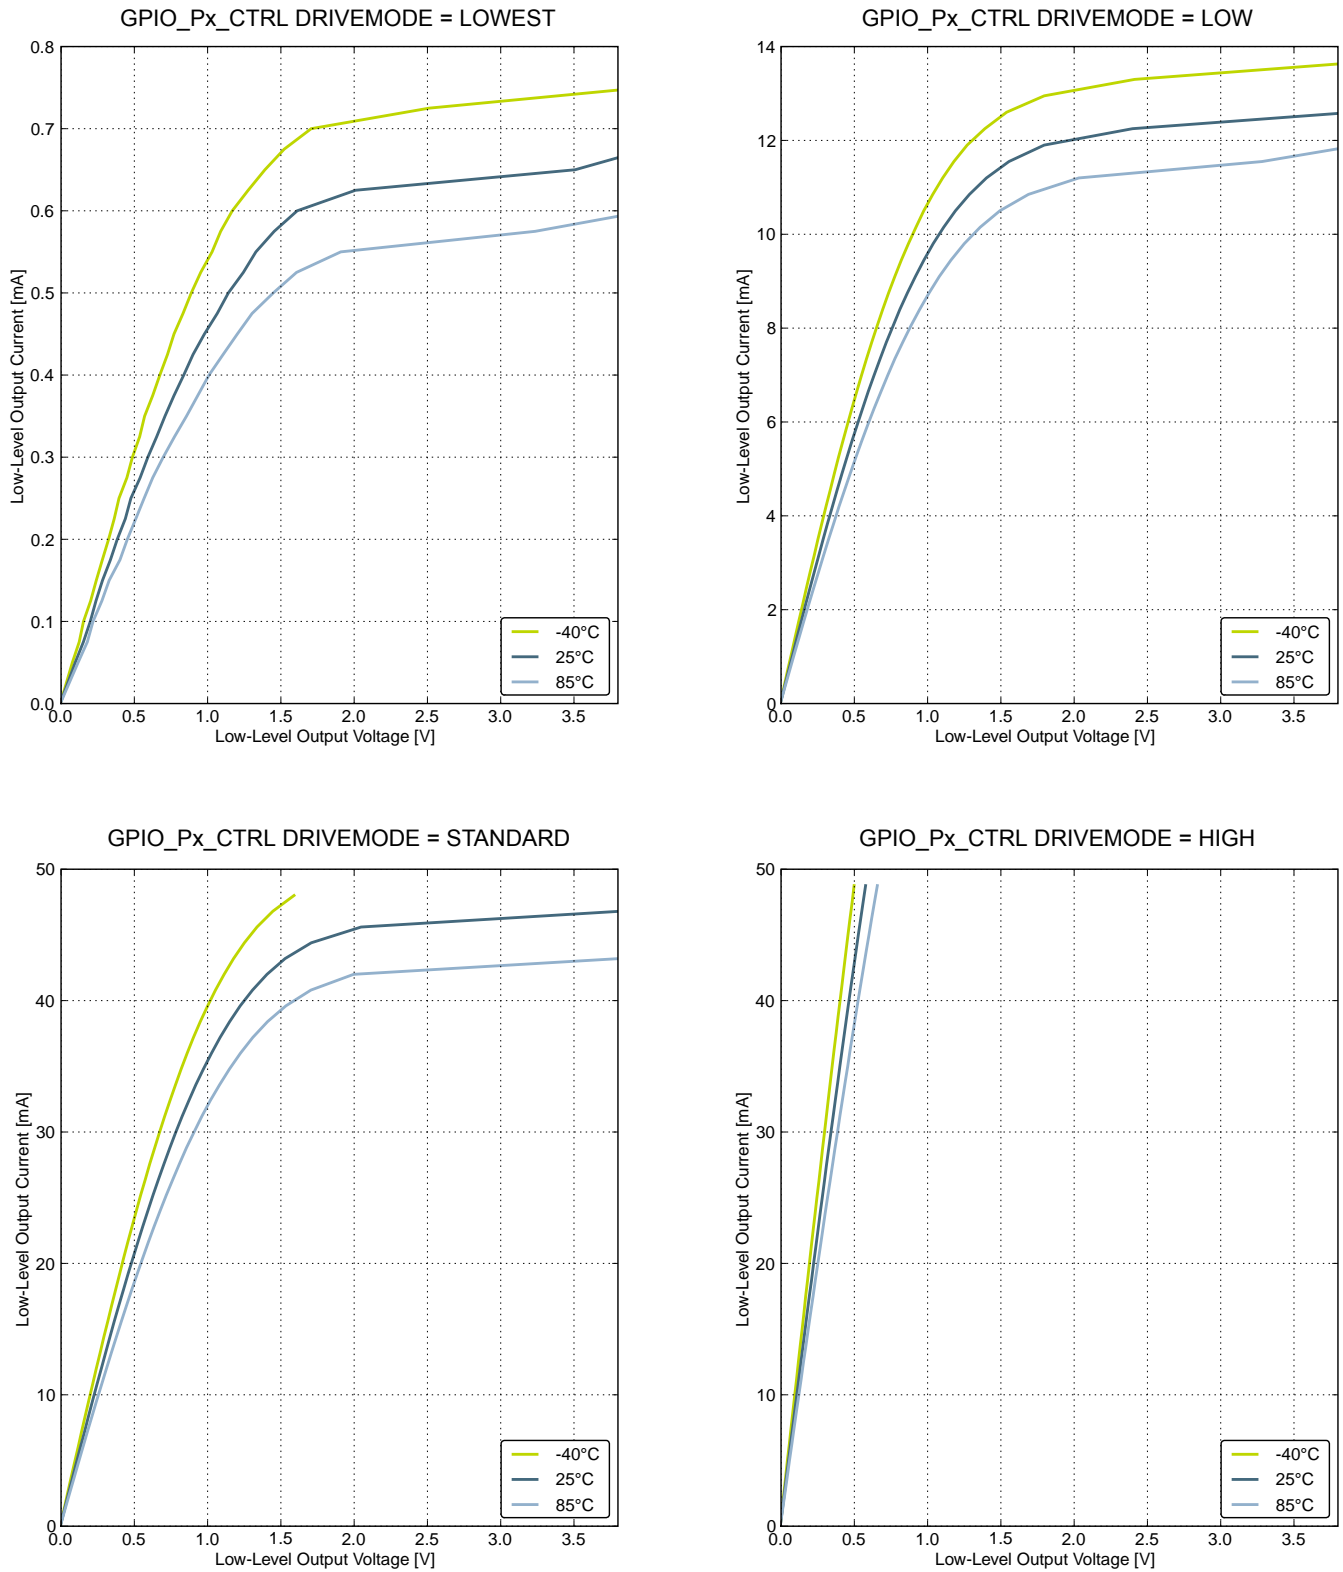 GPIO_Px_CTRL DRIVEMODE = LOWEST
0.8
0.7
0.6
0.5
0.4
0.3
0.2
0.1
0.0
Low-Level Output Current [mA]
-40°C
25°C
85°C
0.0 0.5 1.0 1.5 2.0 2.5 3.0 3.5
Low-Level Output Voltage [V]
GPIO_Px_CTRL DRIVEMODE = LOW
14
12
10
8
6
4
2
0
Low-Level Output Current [mA]
-40°C
25°C
85°C
0.0 0.5 1.0 1.5 2.0 2.5 3.0 3.5
Low-Level Output Voltage [V]
GPIO_Px_CTRL DRIVEMODE = STANDARD
50
40
30
20
10
0
Low-Level Output Current [mA]
-40°C
25°C
85°C
0.0 0.5 1.0 1.5 2.0 2.5 3.0 3.5
Low-Level Output Voltage [V]
GPIO_Px_CTRL DRIVEMODE = HIGH
50
40
30
20
10
0
Low-Level Output Current [mA]
-40°C
25°C
85°C
0.0 0.5 1.0 1.5 2.0 2.5 3.0 3.5
Low-Level Output Voltage [V]